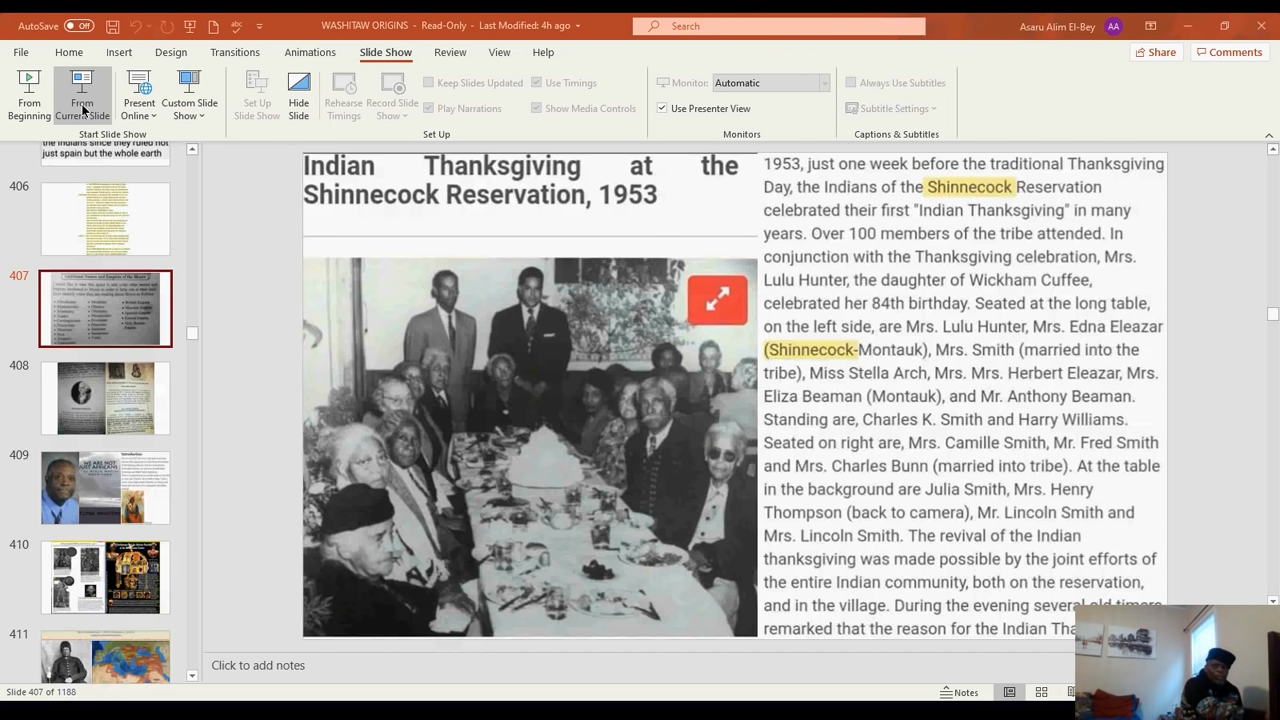 AutoSave
Off
WASHITAW ORIGINS - Read-Only - Last Modified: 4h ago
Search
Asaru Alim El-Bey
AA
File
Home
Insert
Design
Transitions
Animations
Slide Show
Review
View
Help
Share
Comments
From
Beginning
From
Current Slide
Present
Online
Custom Slide
Show
Set Up
Slide Show
Hide
Slide
Rehearse
Timings
Record Slide
Show
Keep Slides Updated
Play Narrations
Use Timings
Show Media Controls
Monitor:
Automatic
Use Presenter View
Always Use Subtitles
Subtitle Settings
Start Slide Show
Set Up
Monitors
Captions & Subtitles
the Indians since they ruled not
just spain but the whole earth
406
407
408
409
WE ARE NOT
JUST AFRICANS
410
411
Indian Thanksgiving at the
Shinnecock Reservation, 1953
1953, just one week before the traditional Thanksgiving
Day, the Indians of the Shinnecock Reservation
celebrated their first "Indian Thanksgiving" in many
years. Over 100 members of the tribe attended. In
conjunction with the Thanksgiving celebration, Mrs.
Lulu Hunter, the daughter of Wickham Cuffee,
celebrated her 84th birthday. Seated at the long table,
on the left side, are Mrs. Lulu Hunter, Mrs. Edna Eleazar
(Shinnecock-Montauk), Mrs. Smith (married into the
tribe), Miss Stella Arch, Mrs. Mrs. Herbert Eleazar, Mrs.
Eliza Beaman (Montauk), and Mr. Anthony Beaman.
Standing are, Charles K. Smith and Harry Williams.
Seated on right are, Mrs. Camille Smith, Mr. Fred Smith
and Mrs. Charles Bunn (married into tribe). At the table
in the background are Julia Smith, Mrs. Henry
Thompson (back to camera), Mr. Lincoln Smith and
Mrs. Lincoln Smith. The revival of the Indian
thanksgiving was made possible by the joint efforts of
the entire Indian community, both on the reservation,
and in the village. During the evening several old timers
remarked that the reason for the Indian Tha
Click to add notes
Slide 407 of 1188
Notes